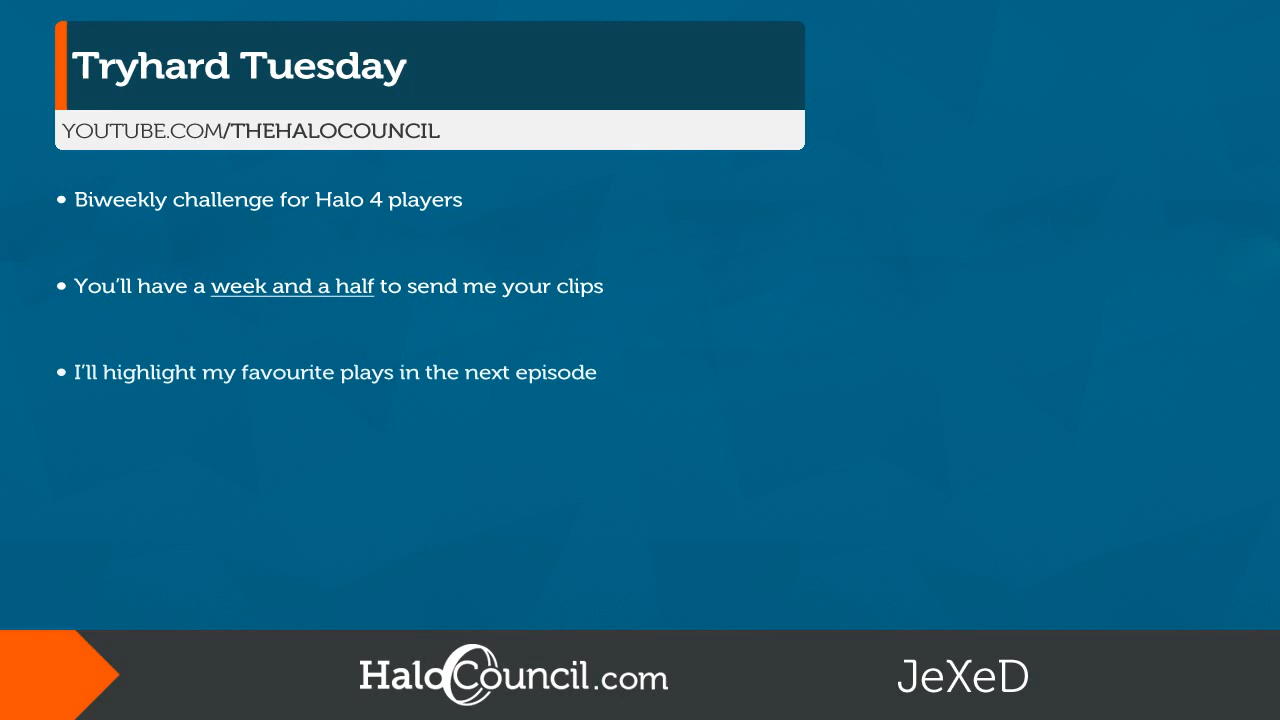 Tryhard Tuesday
YOUTUBE.COM/THEHALOCOUNCIL
• Biweekly challenge for Halo 4 players
• You'll have a week and a half to send me your clips
• I'll highlight my favourite plays in the next episode
HaloCouncil.com
JeXeD